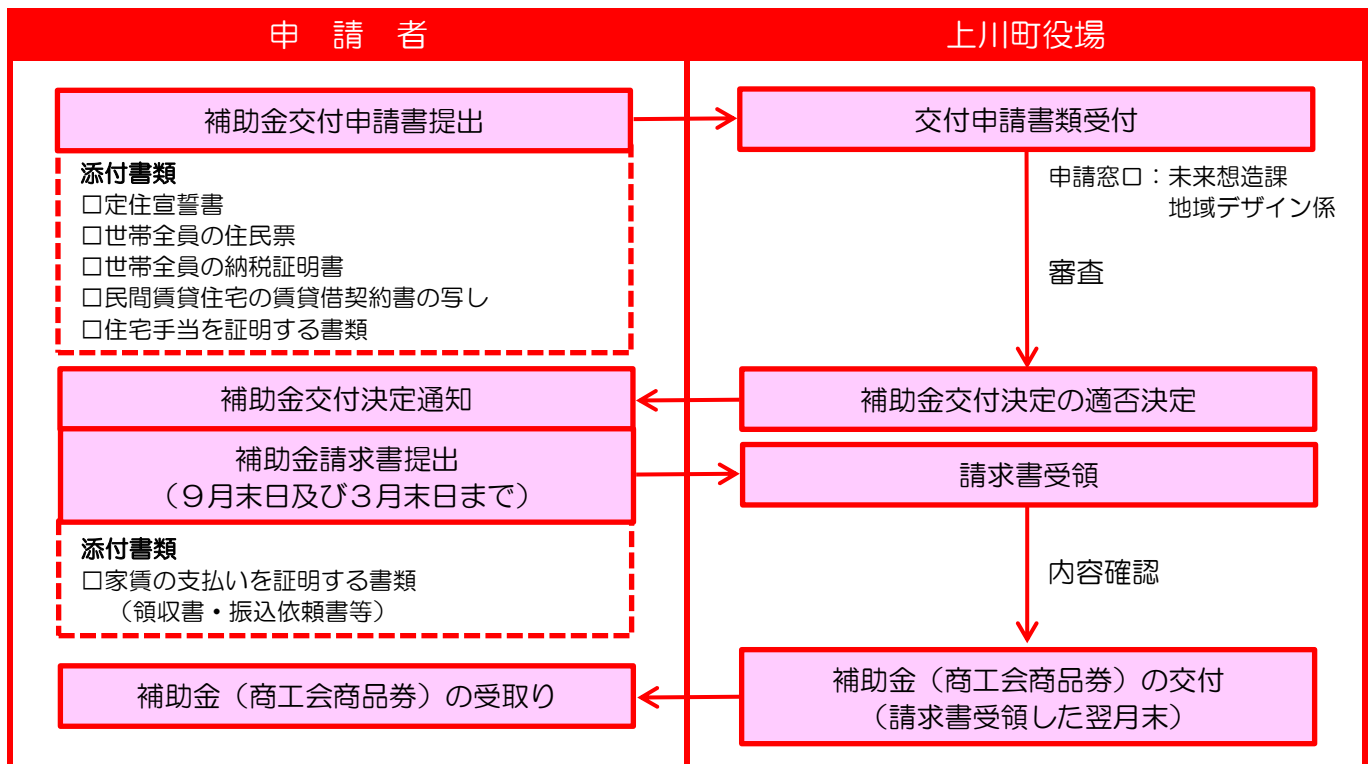 申請者
上川町役場
補助金交付申請書提出
交付申請書類受付
添付書類
□定住宣誓書
□世帯全員の住民票
□世帯全員の納税証明書
□民間賃貸住宅の賃貸借契約書の写し
□住宅手当を証明する書類
申請窓口：未来想造課
地域デザイン係
審査
補助金交付決定通知
補助金交付決定の適否決定
補助金請求書提出
（９月末日及び３月末日まで）
請求書受領
添付書類
□家賃の支払いを証明する書類
（領収書・振込依頼書等）
内容確認
補助金（商工会商品券）の受取り
補助金（商工会商品券）の交付
（請求書受領した翌月末）